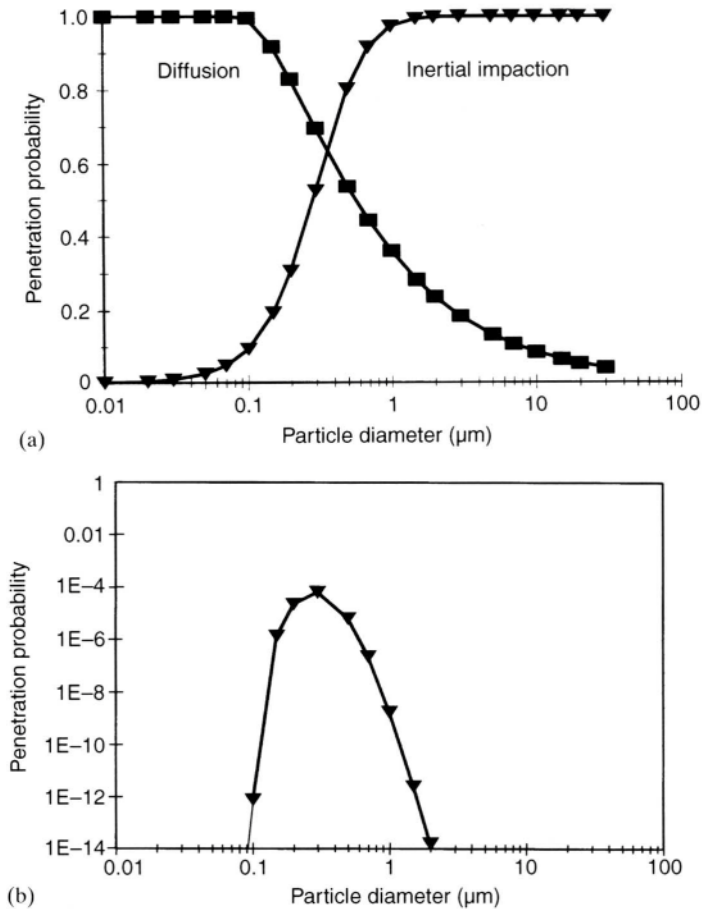 1.0
0.8
0.6
0.4
0.2
0
Penetration probability
Diffusion
Inertial impaction
0.01 0.1 1 10 100
Particle diameter (μm)
(a)
1
0.01
1E−4
1E−6
1E−8
1E−10
1E−12
1E−14
Penetration probability
0.01 0.1 1 10 100
Particle diameter (μm)
(b)